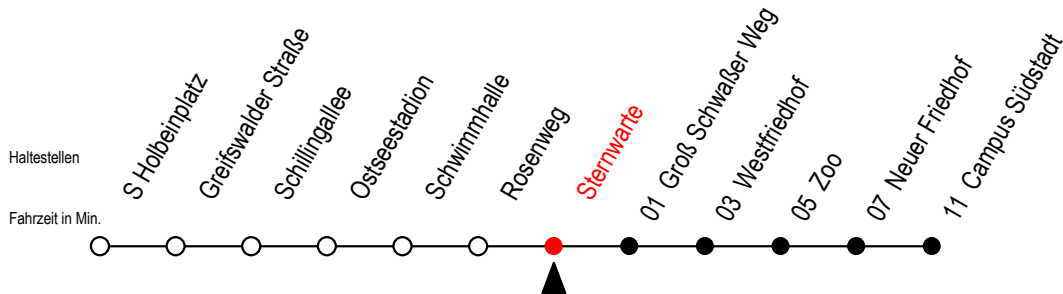 Haltestellen
Fahrzeit in Min.
S Holbeinplatz
Greifswalder Straße
Schillingallee
Ostseestadion
Schwimmhalle
Rosenweg
Sternwarte
01 Groß Schwaßer Weg
03 Westfriedhof
05 Zoo
07 Neuer Friedhof
11 Campus Südstadt